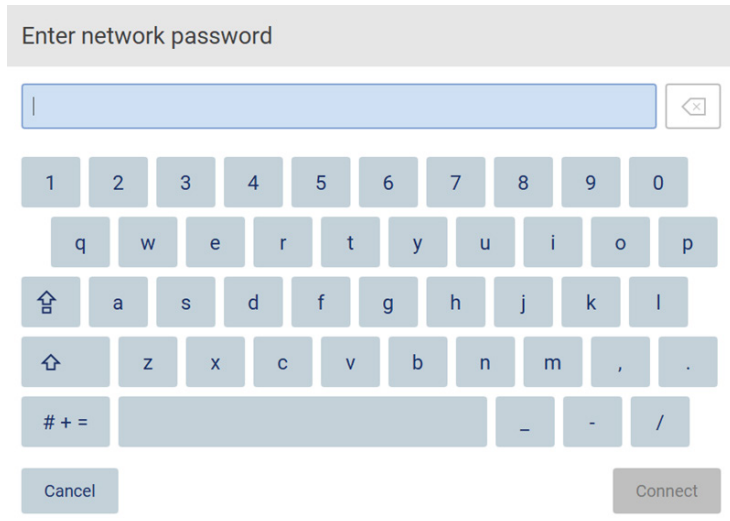 Enter network password
1 2 3 4 5 6 7 8 9 0
q w e r t y u i o p
a s d f g h j k l
z x c v b n m , .
# + = _ - /
Cancel Connect